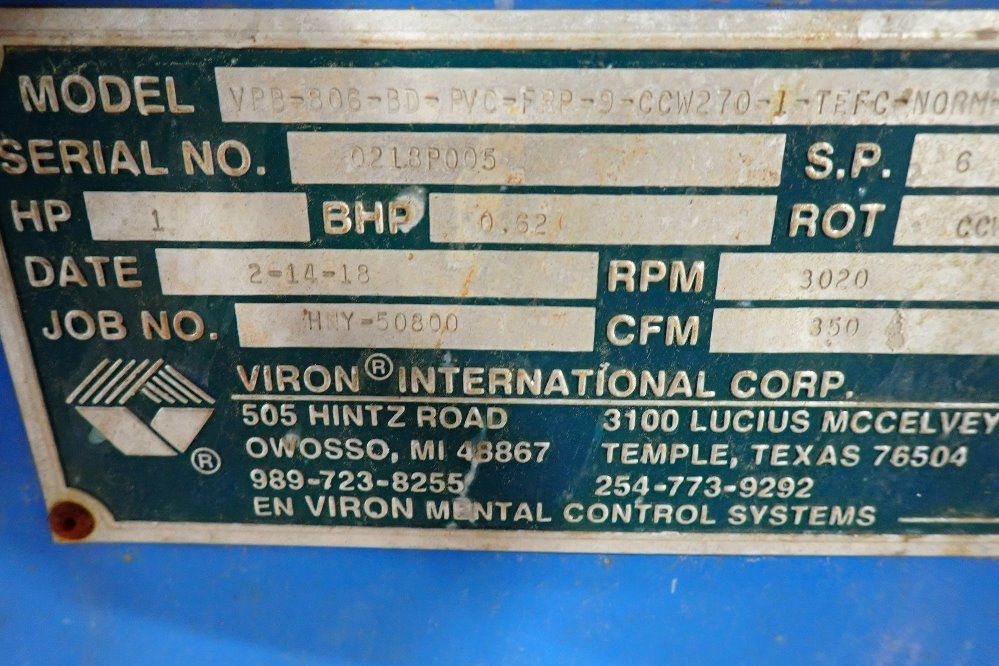 MODEL VPB-806-BD-PVC-FRP-9-CCW270-1-TEFC-NORM-
SERIAL NO. 0218P005 S.P. 6
HP 1 BHP 0.62 ROT CCW
DATE 2-14-18 RPM 3020
JOB NO. HNY-50800 CFM 350
VIRON® INTERNATIONAL CORP.
505 HINTZ ROAD 3100 LUCIUS MCCELVEY
OWOSSO, MI 48867 TEMPLE, TEXAS 76504
989-723-8255 254-773-9292
® EN VIRON MENTAL CONTROL SYSTEMS